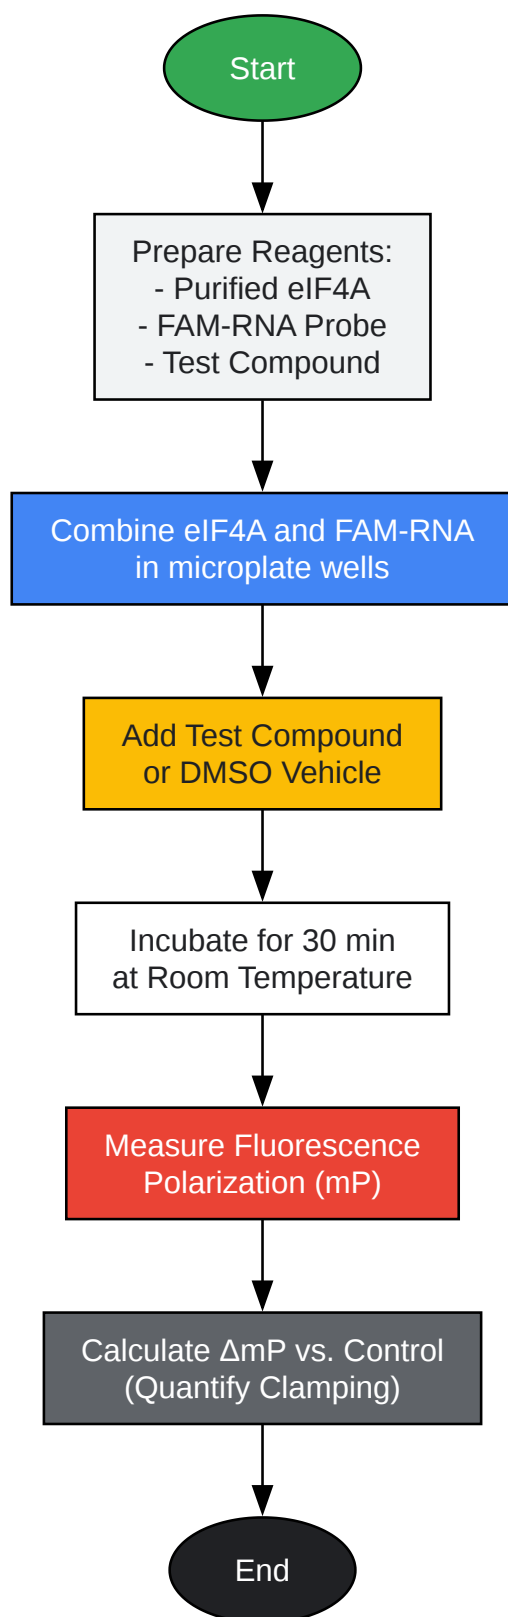 Start
Prepare Reagents:
- Purified eIF4A
- FAM-RNA Probe
- Test Compound
Combine eIF4A and FAM-RNA
in microplate wells
Add Test Compound
or DMSO Vehicle
Incubate for 30 min
at Room Temperature
Measure Fluorescence
Polarization (mP)
Calculate ΔmP vs. Control
(Quantify Clamping)
End